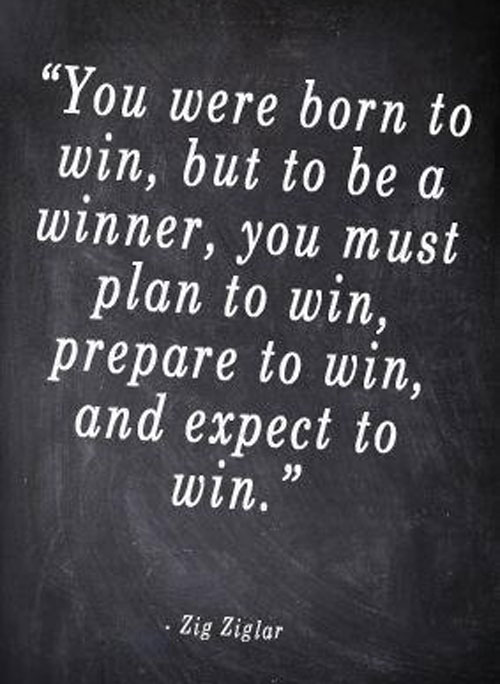 “You were born to
win, but to be a
winner, you must
plan to win,
prepare to win,
and expect to
win.”
- Zig Ziglar